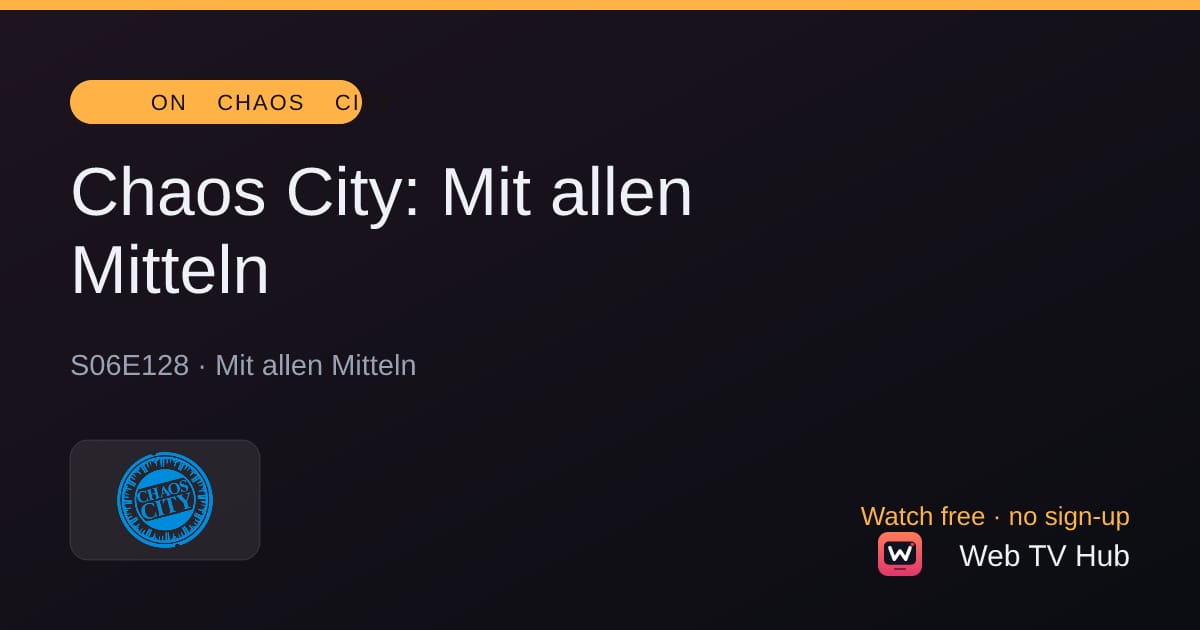 ON CHAOS CITY
Chaos City: Mit allen
Mitteln
S06E128 · Mit allen Mitteln
CHAOS
CITY
Watch free · no sign-up
W
Web TV Hub